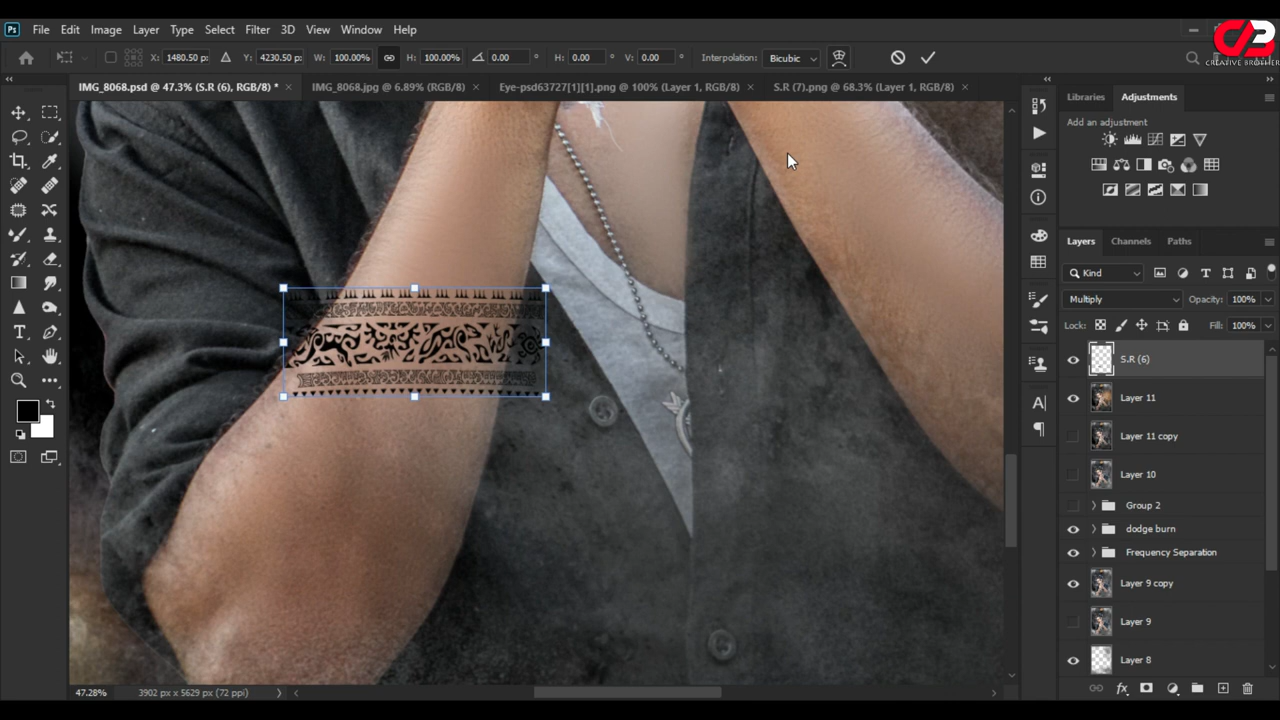 Ps File Edit Image Layer Type Select Filter 3D View Window Help
X: 1480.50 p: Y: 4230.50 p: W: 100.00% H: 100.00% 0.00 ° H: 0.00 ° V: 0.00 ° Interpolation: Bicubic
CREATIVE BROTHER
IMG_8068.psd @ 47.3% (S.R (6), RGB/8) * IMG_8068.jpg @ 6.89% (RGB/8) Eye-psd63727[1][1].png @ 100% (Layer 1, RGB/8) S.R (7).png @ 68.3% (Layer 1, RGB/8)
Libraries Adjustments
Add an adjustment
Layers Channels Paths
Kind
Multiply Opacity: 100%
Lock: Fill: 100%
S.R (6)
Layer 11
Layer 11 copy
Layer 10
Group 2
dodge burn
Frequency Separation
Layer 9 copy
Layer 9
Layer 8
47.28% 3902 px x 5629 px (72 ppi)